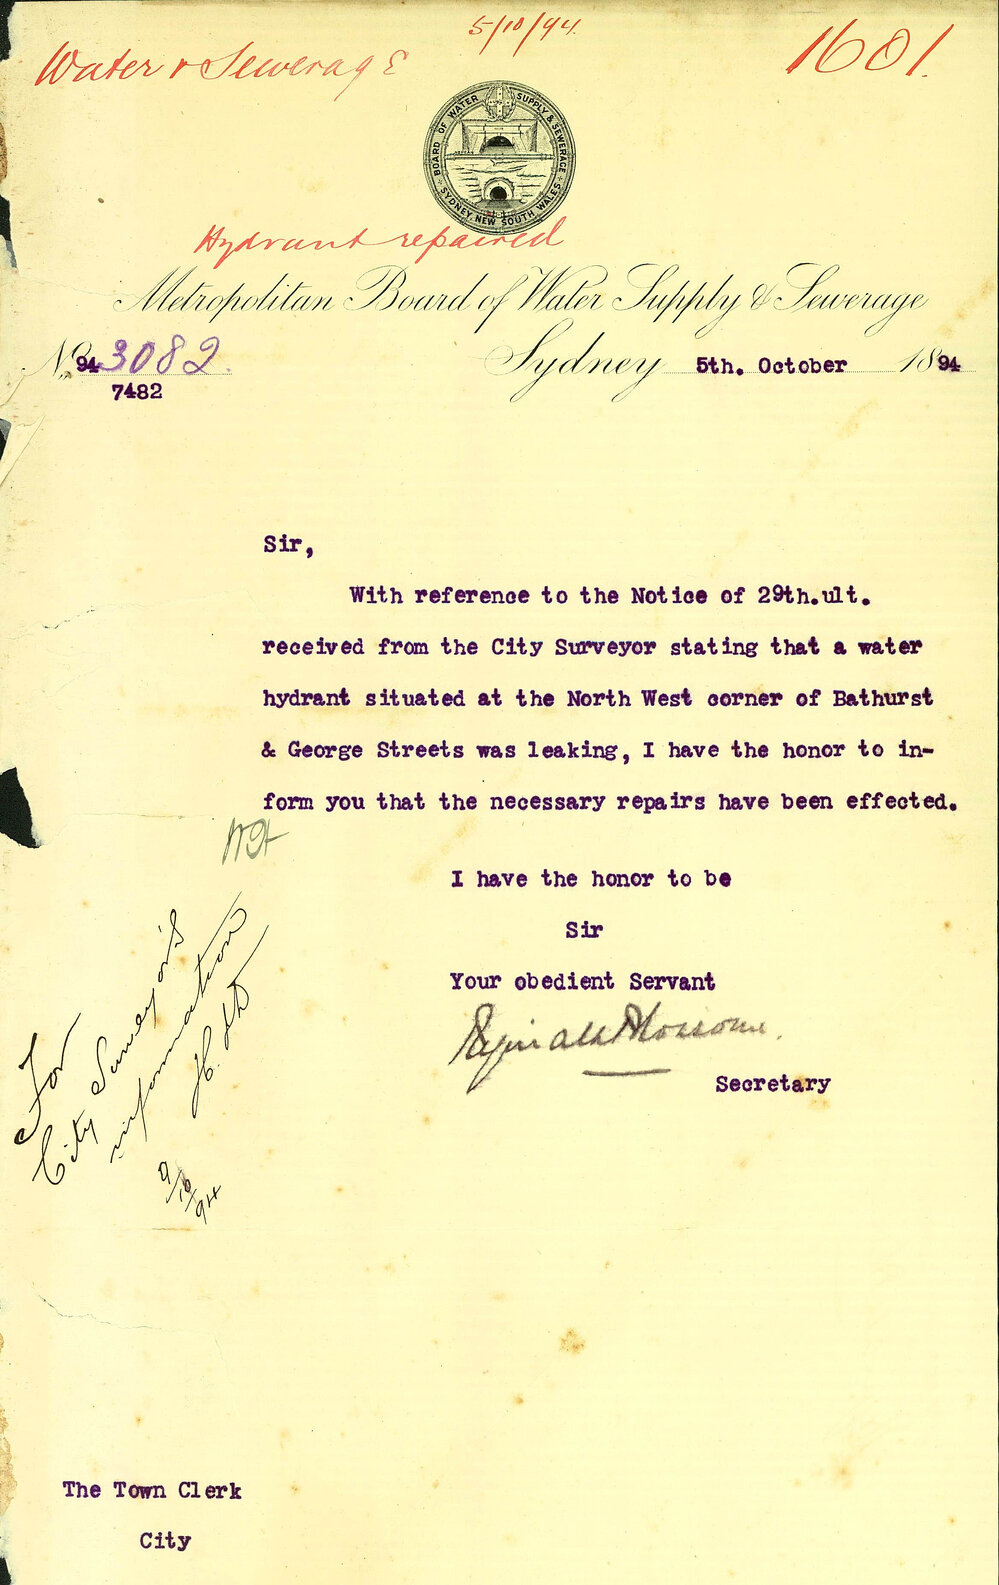 5/10/94.
Water & Sewerage
1601.
BOARD OF WATER SUPPLY & SEWERAGE
SYDNEY, NEW SOUTH WALES
Hydrant repaired
Metropolitan Board of Water Supply & Sewerage
No. 94 3082
7482
Sydney 5th. October 1894
Sir,
With reference to the Notice of 29th.ult.
received from the City Surveyor stating that a water
hydrant situated at the North West corner of Bathurst
& George Streets was leaking, I have the honor to in-
form you that the necessary repairs have been effected.
I have the honor to be
Sir
Your obedient Servant
Secretary
For
City Surveyor's
information
9/10/94
The Town Clerk
City